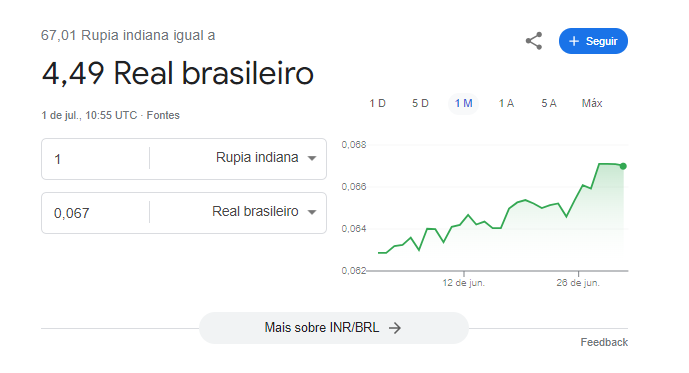 67,01 Rupia indiana igual a
4,49 Real brasileiro
1 de jul., 10:55 UTC · Fontes
Seguir
1 D 5 D 1 M 1 A 5 A Máx
1 Rupia indiana
0,067 Real brasileiro
0,068
0,066
0,064
0,062
12 de jun. 26 de jun.
Mais sobre INR/BRL
Feedback